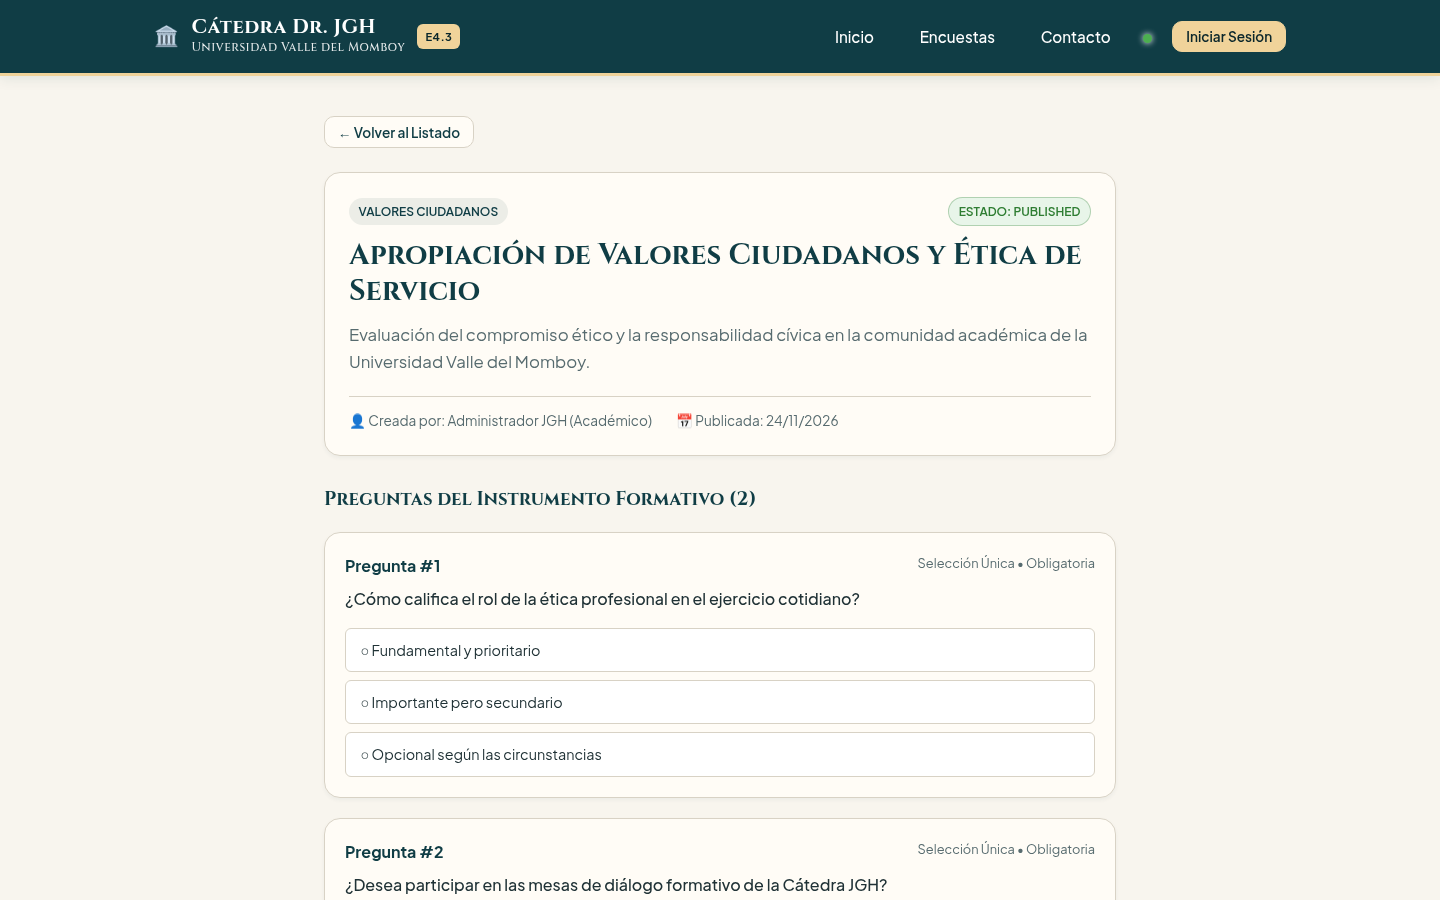 Cátedra Dr. JGH
Universidad Valle del Momboy
E4.3
Inicio
Encuestas
Contacto
Iniciar Sesión
← Volver al Listado
VALORES CIUDADANOS
ESTADO: PUBLISHED
Apropiación de Valores Ciudadanos y Ética de
Servicio
Evaluación del compromiso ético y la responsabilidad cívica en la comunidad académica de la
Universidad Valle del Momboy.
Creada por: Administrador JGH (Académico)
Publicada: 24/11/2026
Preguntas del Instrumento Formativo (2)
Pregunta #1
Selección Única • Obligatoria
¿Cómo califica el rol de la ética profesional en el ejercicio cotidiano?
○ Fundamental y prioritario
○ Importante pero secundario
○ Opcional según las circunstancias
Pregunta #2
Selección Única • Obligatoria
¿Desea participar en las mesas de diálogo formativo de la Cátedra JGH?